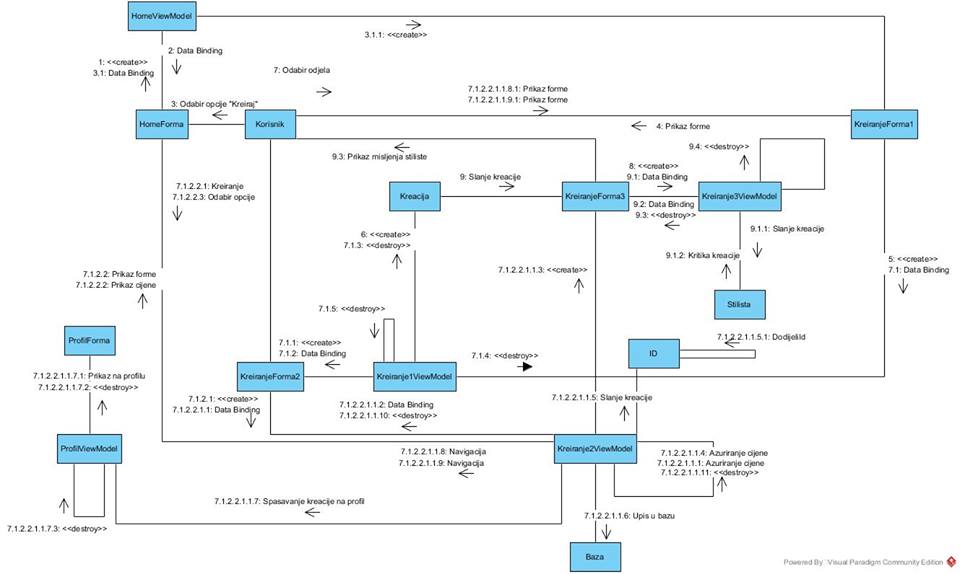 HomeViewModel
3.1.1: <<create>>
2: Data Binding
1: <<create>>
3.1: Data Binding
7: Odabir odjela
7.1.2.2.1.1.8.1: Prikaz forme
7.1.2.2.1.1.9.1: Prikaz forme
3: Odabir opcije "Kreiraj"
HomeForma
Korisnik
4: Prikaz forme
KreiranjeForma1
9.4: <<destroy>>
9.3: Prikaz misljenja stiliste
8: <<create>>
9.1: Data Binding
9: Slanje kreacije
7.1.2.2.1: Kreiranje
7.1.2.2.3: Odabir opcije
Kreacija
KreiranjeForma3
Kreiranje3ViewModel
9.2: Data Binding
9.3: <<destroy>>
9.1.1: Slanje kreacije
6: <<create>>
7.1.3: <<destroy>>
9.1.2: Kritika kreacije
5: <<create>>
7.1: Data Binding
7.1.2.2.1.1.3: <<create>>
7.1.2.2: Prikaz forme
7.1.2.2.2: Prikaz cijene
Stilista
7.1.5: <<destroy>>
7.1.2.2.1.1.5.1: DodijeliId
ProfilForma
7.1.1: <<create>>
7.1.2: Data Binding
7.1.4: <<destroy>>
ID
7.1.2.2.1.1.7.1: Prikaz na profilu
7.1.2.2.1.1.7.2: <<destroy>>
KreiranjeForma2
Kreiranje1ViewModel
7.1.2.1: <<create>>
7.1.2.2.1.1: Data Binding
7.1.2.2.1.1.2: Data Binding
7.1.2.2.1.1.10: <<destroy>>
7.1.2.2.1.1.5: Slanje kreacije
ProfilViewModel
7.1.2.2.1.1.8: Navigacija
7.1.2.2.1.1.9: Navigacija
Kreiranje2ViewModel
7.1.2.2.1.1.4: Azuriranje cijene
7.1.2.2.1.1.1: Azuriranje cijene
7.1.2.2.1.1.11: <<destroy>>
7.1.2.2.1.1.7: Spasavanje kreacije na profil
7.1.2.2.1.1.6: Upis u bazu
7.1.2.2.1.1.7.3: <<destroy>>
Baza
Powered By Visual Paradigm Community Edition